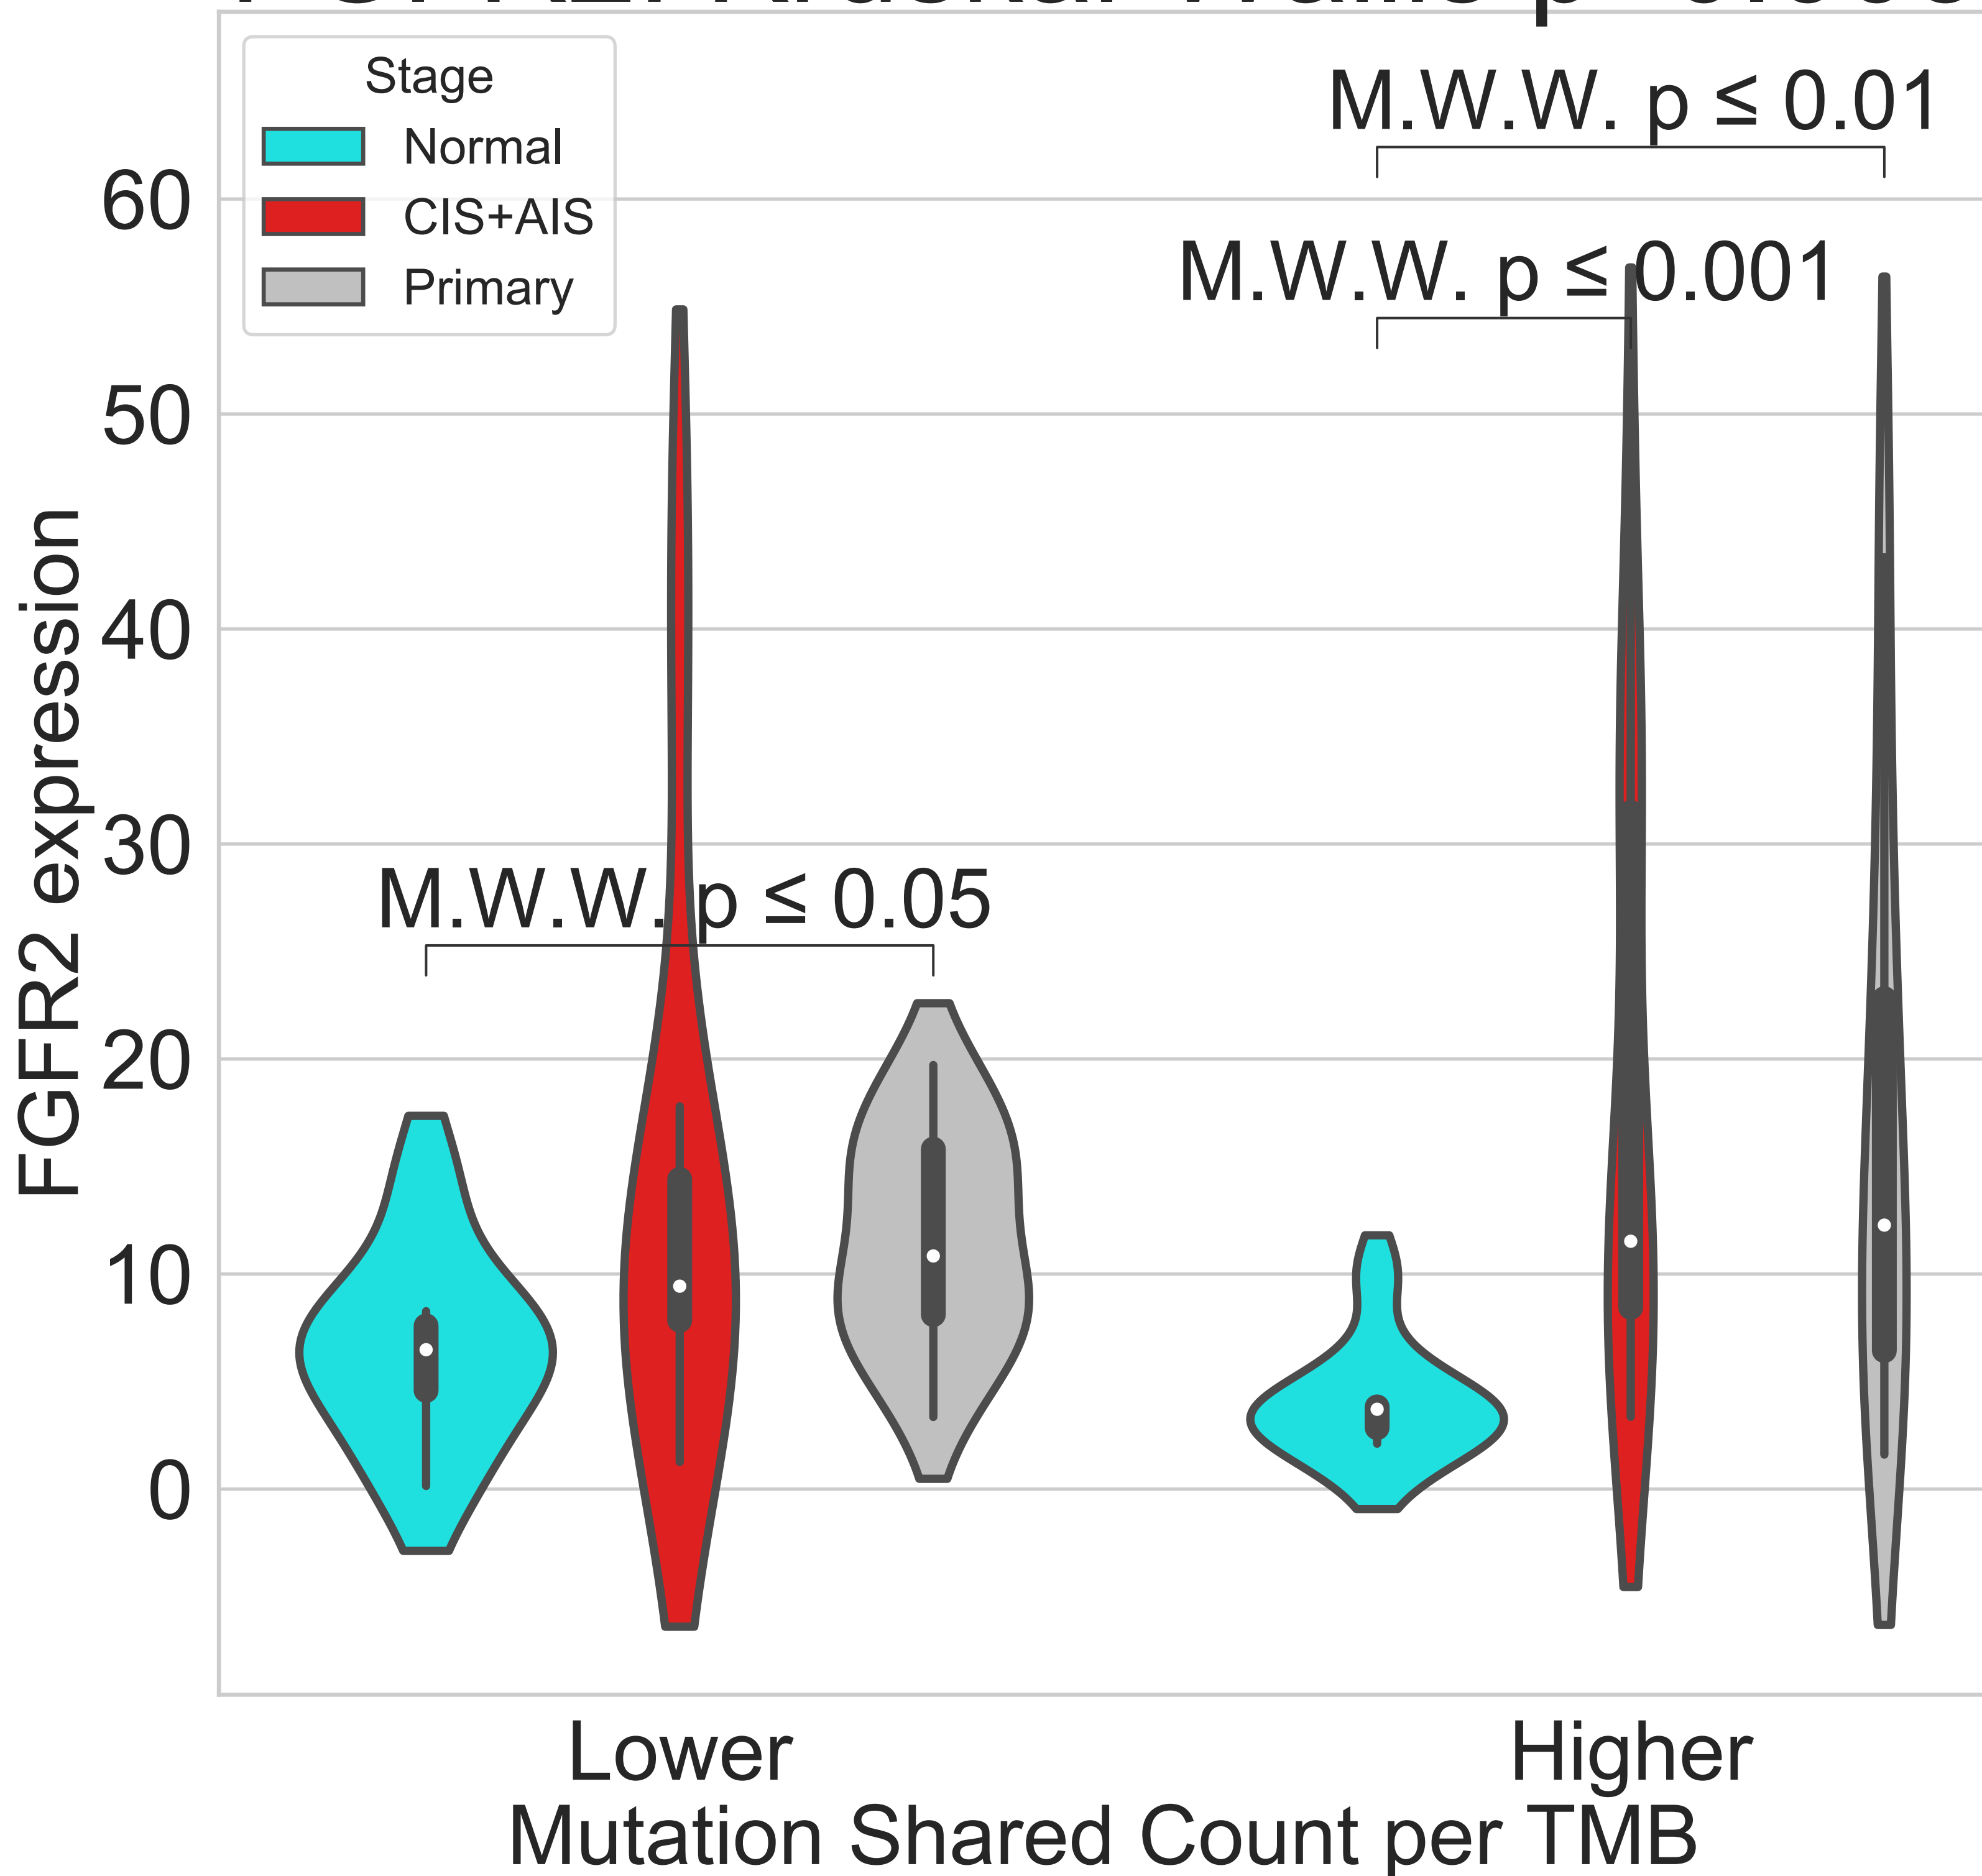 Stage
Normal
CIS+AIS
Primary
M.W.W. p ≤ 0.01
M.W.W. p ≤ 0.001
M.W.W. p ≤ 0.05
60
50
40
30
20
10
0
FGFR2 expression
Lower
Higher
Mutation Shared Count per TMB